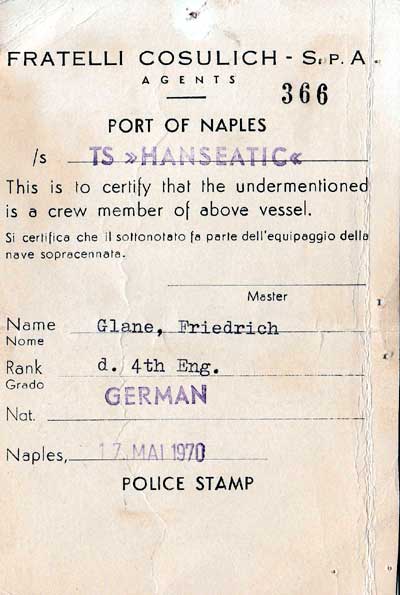 FRATELLI COSULICH - S.P.A.
AGENTS
366
PORT OF NAPLES
/s TS »HANSEATIC«
This is to certify that the undermentioned
is a crew member of above vessel.
Si certifica che il sottonotato fa parte dell'equipaggio della
nave sopracennata.
Master
Name Glane, Friedrich
Nome
Rank d. 4th Eng.
Grado
GERMAN
Nat.
Naples, 17. MAI 1970
POLICE STAMP